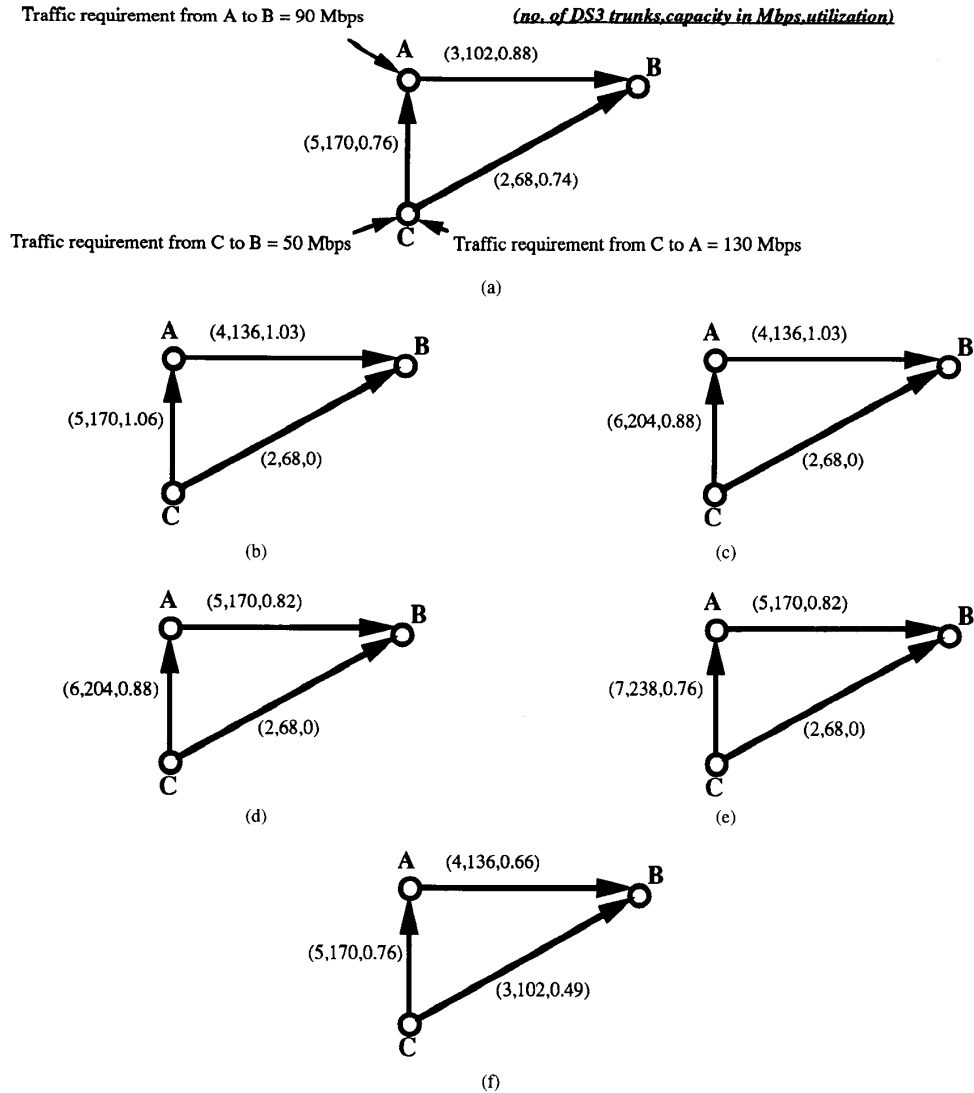 Traffic requirement from A to B = 90 Mbps
(no. of DS3 trunks,capacity in Mbps,utilization)
A
(3,102,0.88)
B
(5,170,0.76)
(2,68,0.74)
Traffic requirement from C to B = 50 Mbps
C
Traffic requirement from C to A = 130 Mbps
(a)
A
(4,136,1.03)
B
(5,170,1.06)
(2,68,0)
C
(b)
A
(4,136,1.03)
B
(6,204,0.88)
(2,68,0)
C
(c)
A
(5,170,0.82)
B
(6,204,0.88)
(2,68,0)
C
(d)
A
(5,170,0.82)
B
(7,238,0.76)
(2,68,0)
C
(e)
A
(4,136,0.66)
B
(5,170,0.76)
(3,102,0.49)
C
(f)